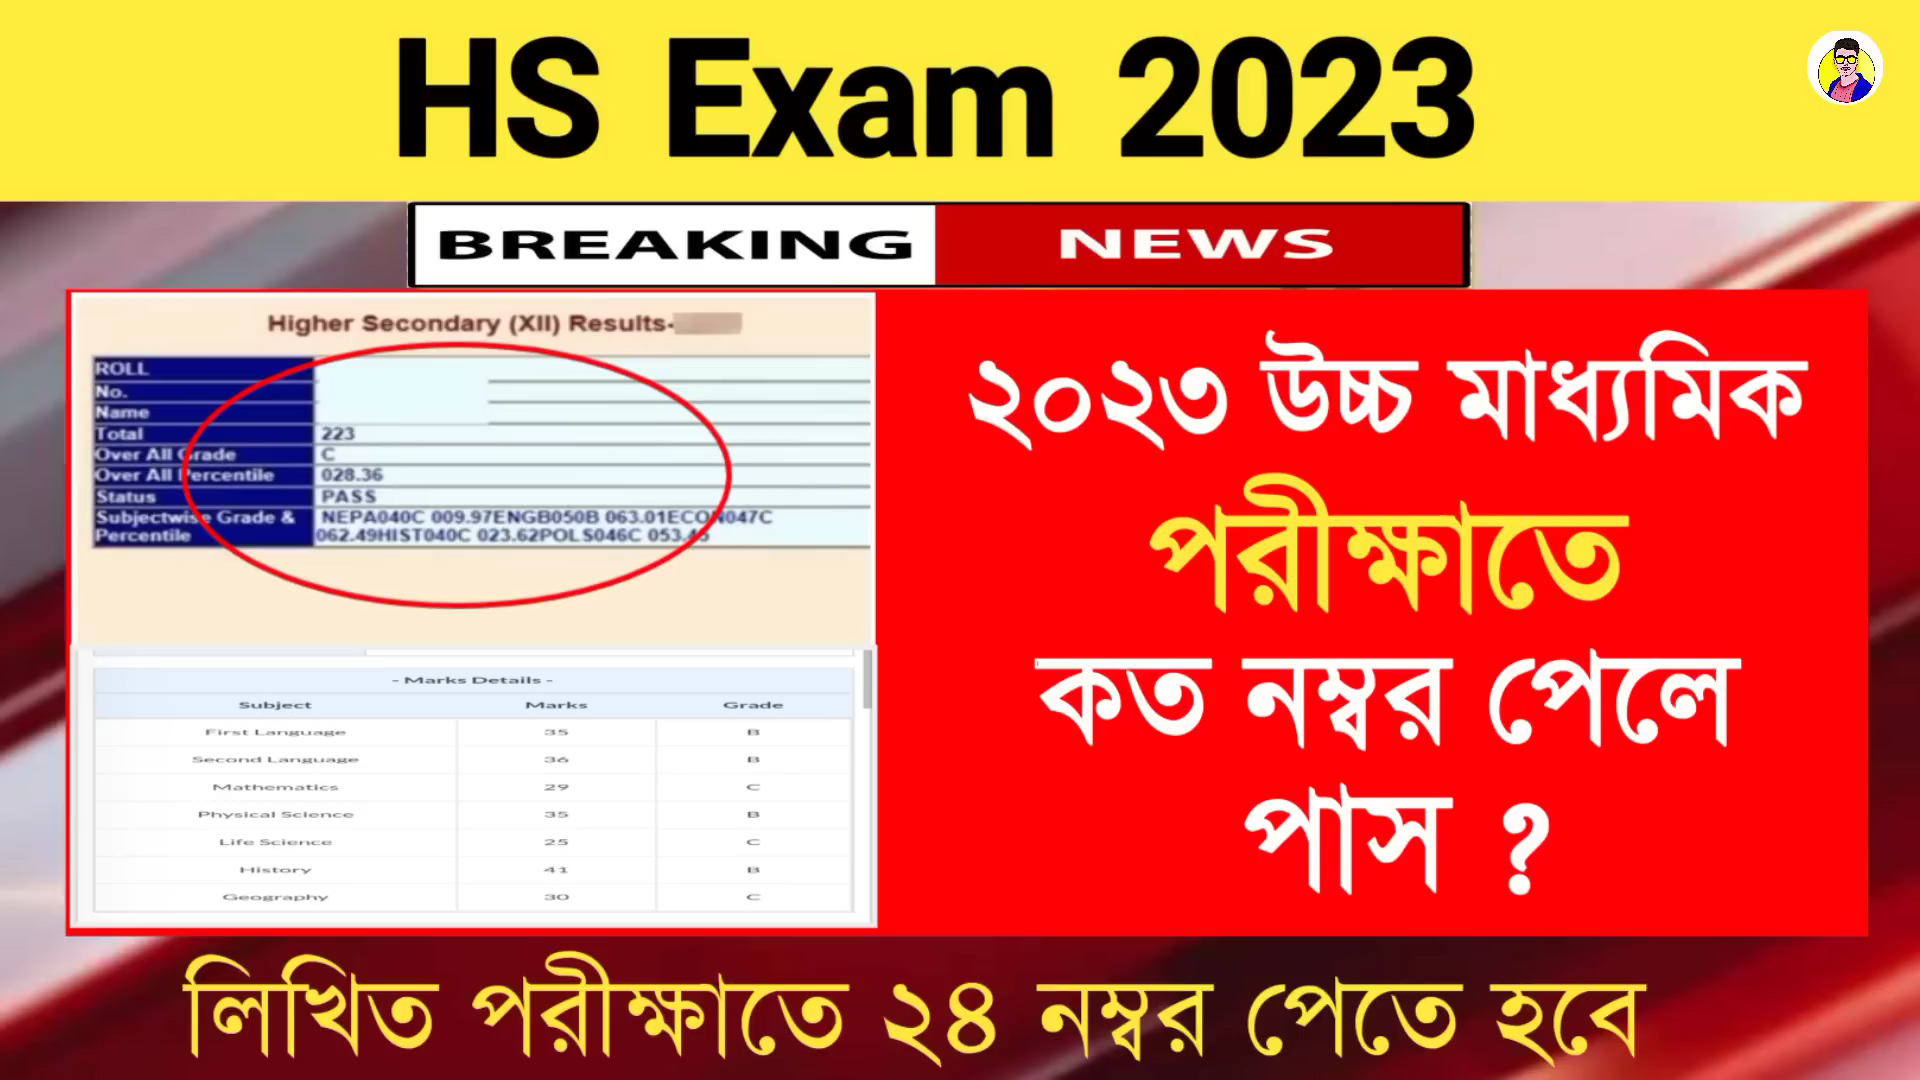 HS Exam 2023
BREAKING NEWS
Higher Secondary (XII) Results-
ROLL
No.
Name
Total 223
Over All Grade C
Over All Percentile 028.36
Status PASS
Subjectwise Grade & NEPA040C 009.97ENGB050B 063.01ECON047C
Percentile 062.49HIST040C 023.62POLS046C 053.45
- Marks Details -
Subject Marks Grade
First Language 35 B
Second Language 36 B
Mathematics 29 C
Physical Science 35 B
Life Science 25 C
History 41 B
Geography 30 C
২০২৩ উচ্চ মাধ্যমিক
পরীক্ষাতে
কত নম্বর পেলে
পাস ?
লিখিত পরীক্ষাতে ২৪ নম্বর পেতে হবে